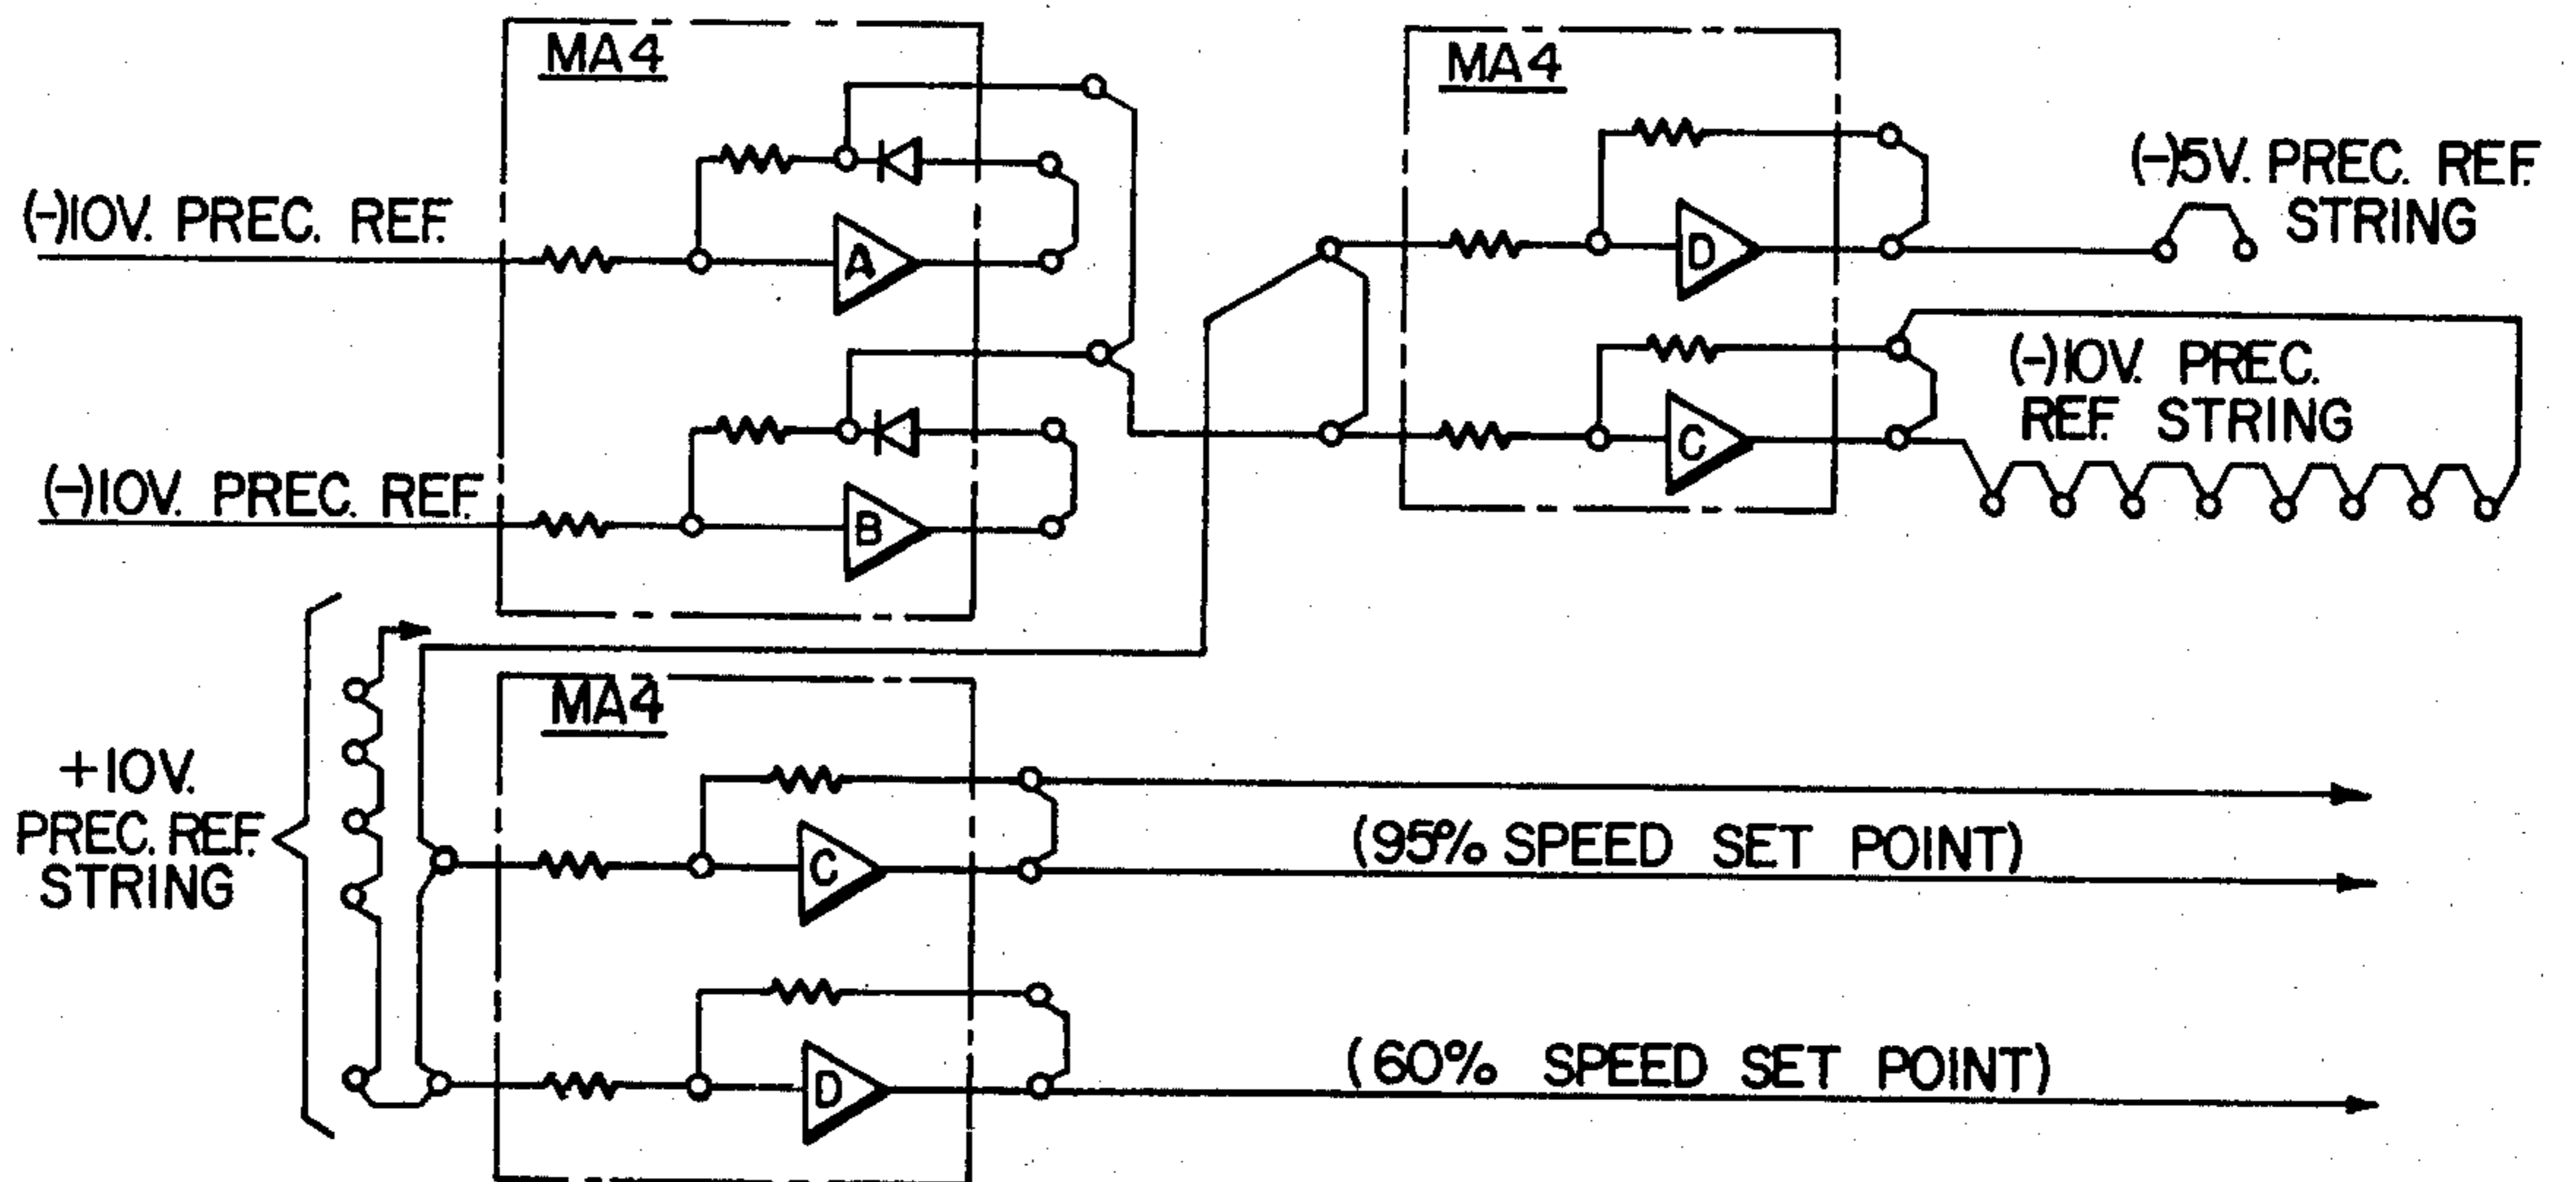 MA4
(-)10V. PREC. REF.
A
(-)10V. PREC. REF.
B
MA4
D
(-)5V. PREC. REF.
STRING
C
(-)10V. PREC.
REF. STRING
+10V.
PREC. REF.
STRING
MA4
C
(95% SPEED SET POINT)
D
(60% SPEED SET POINT)